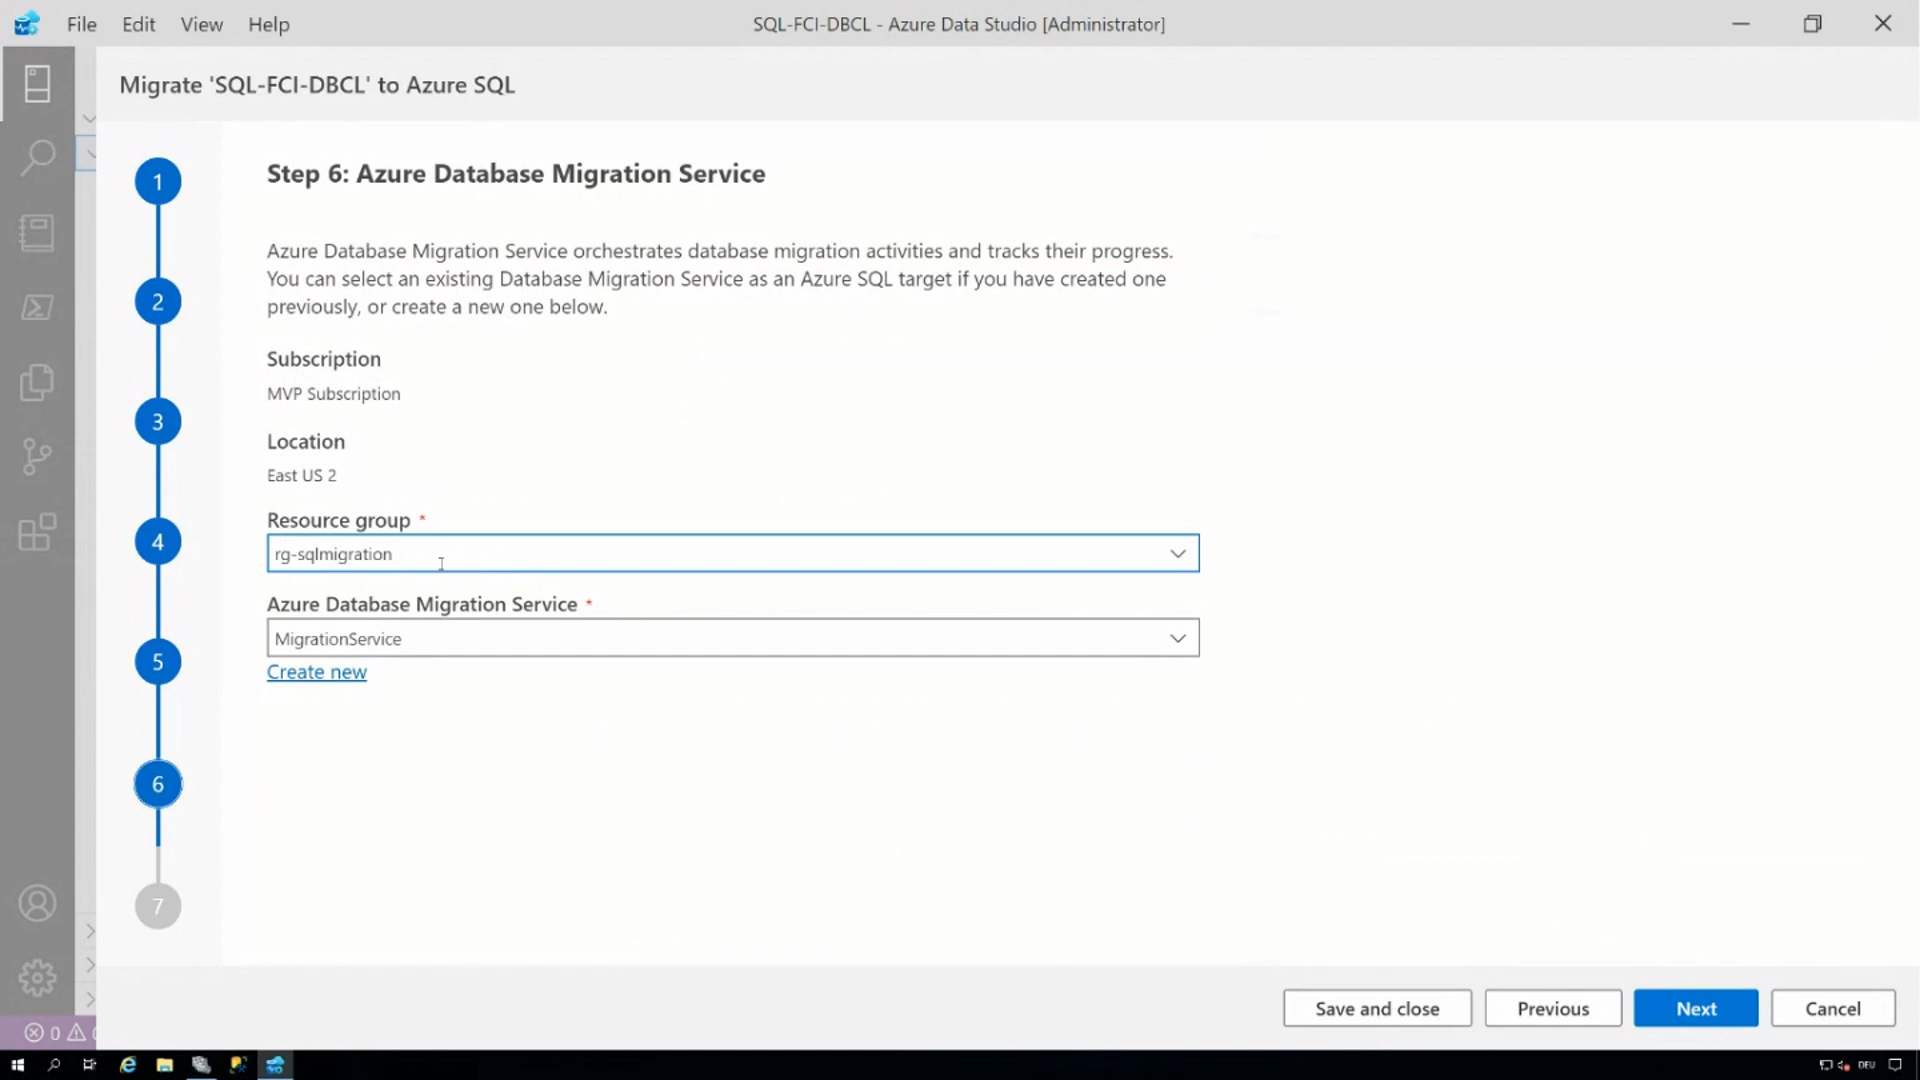 File Edit View Help
SQL-FCI-DBCL - Azure Data Studio [Administrator]
Migrate 'SQL-FCI-DBCL' to Azure SQL
1
2
3
4
5
6
7
Step 6: Azure Database Migration Service
Azure Database Migration Service orchestrates database migration activities and tracks their progress.
You can select an existing Database Migration Service as an Azure SQL target if you have created one
previously, or create a new one below.
Subscription
MVP Subscription
Location
East US 2
Resource group *
rg-sqlmigration
Azure Database Migration Service *
MigrationService
Create new
Save and close Previous Next Cancel
0
DEU